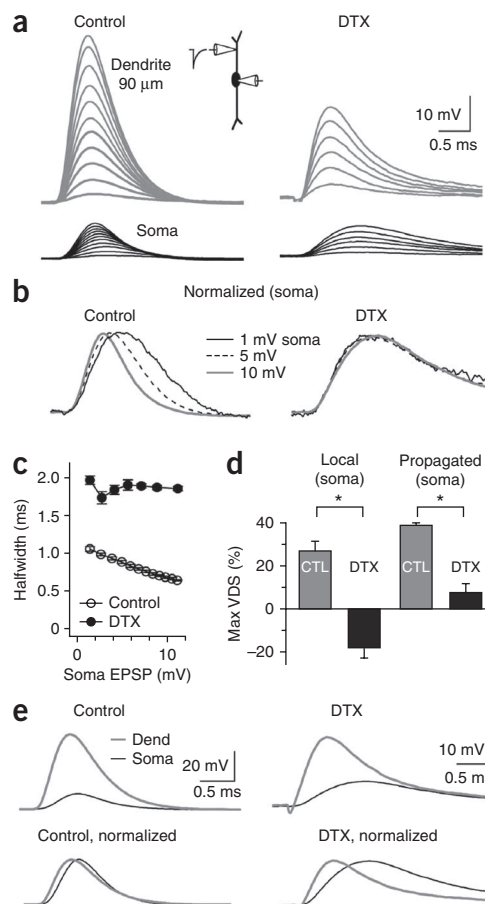 a
Control
DTX
Dendrite
90 μm
10 mV
0.5 ms
Soma
b
Normalized (soma)
Control
DTX
1 mV soma
5 mV
10 mV
c
Halfwidth (ms)
2.0
1.5
1.0
0.5
0
Control
DTX
0
10
Soma EPSP (mV)
d
Local
(soma)
Propagated
(soma)
*
*
Max VDS (%)
40
20
0
–20
CTL
DTX
CTL
DTX
e
Control
DTX
Dend
Soma
20 mV
0.5 ms
10 mV
0.5 ms
Control, normalized
DTX, normalized